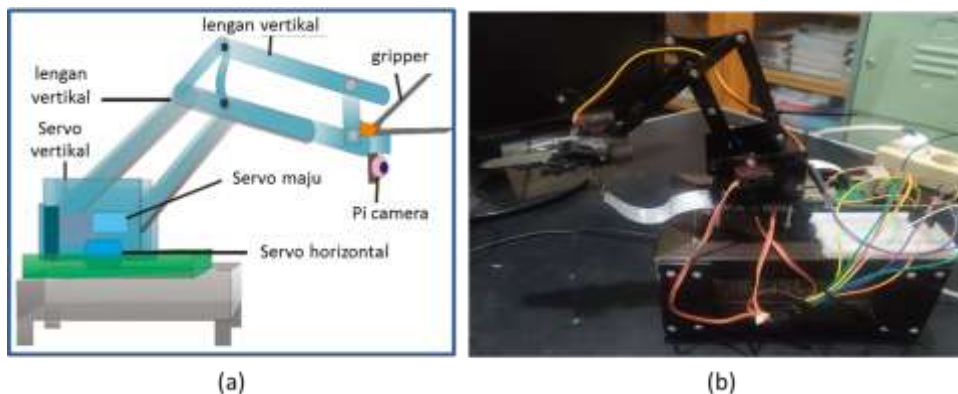 lengan vertikal
gripper
lengan
vertikal
Servo
vertikal
Servo maju
Pi camera
Servo horizontal
(a)
(b)